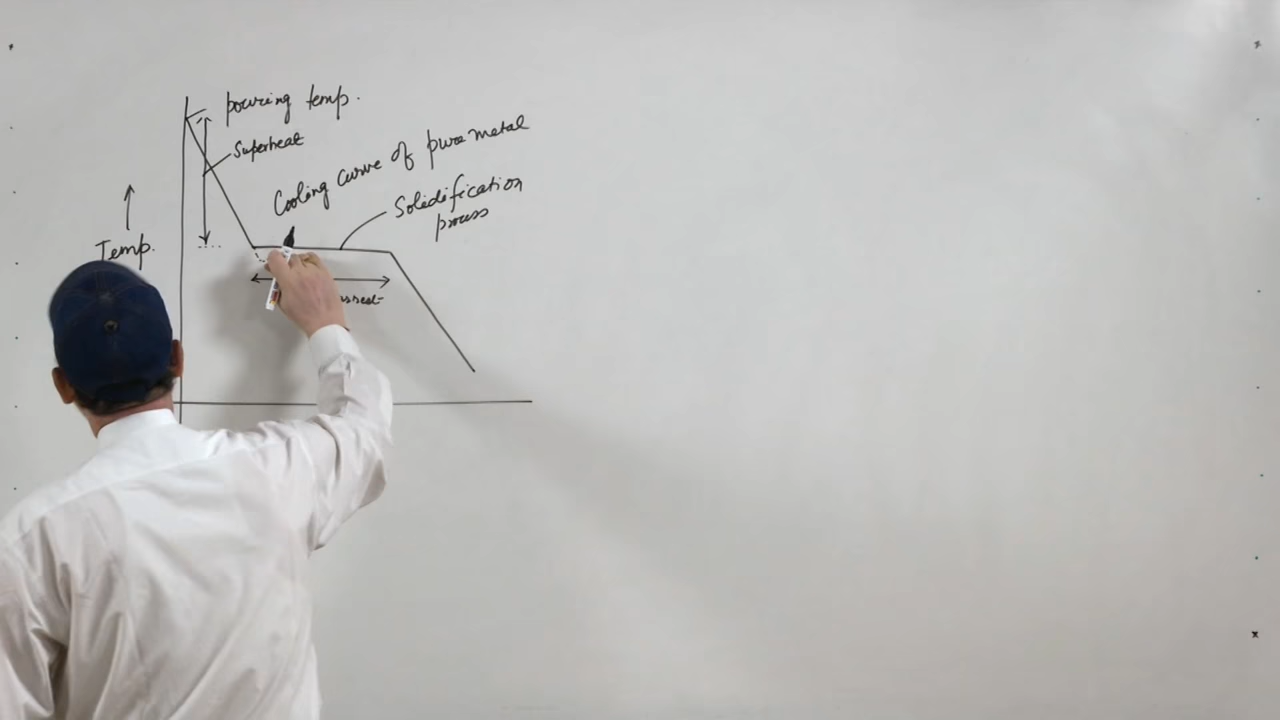 pouring temp.
Superheat
Cooling curve of pure metal
Solidification
process
Temp.